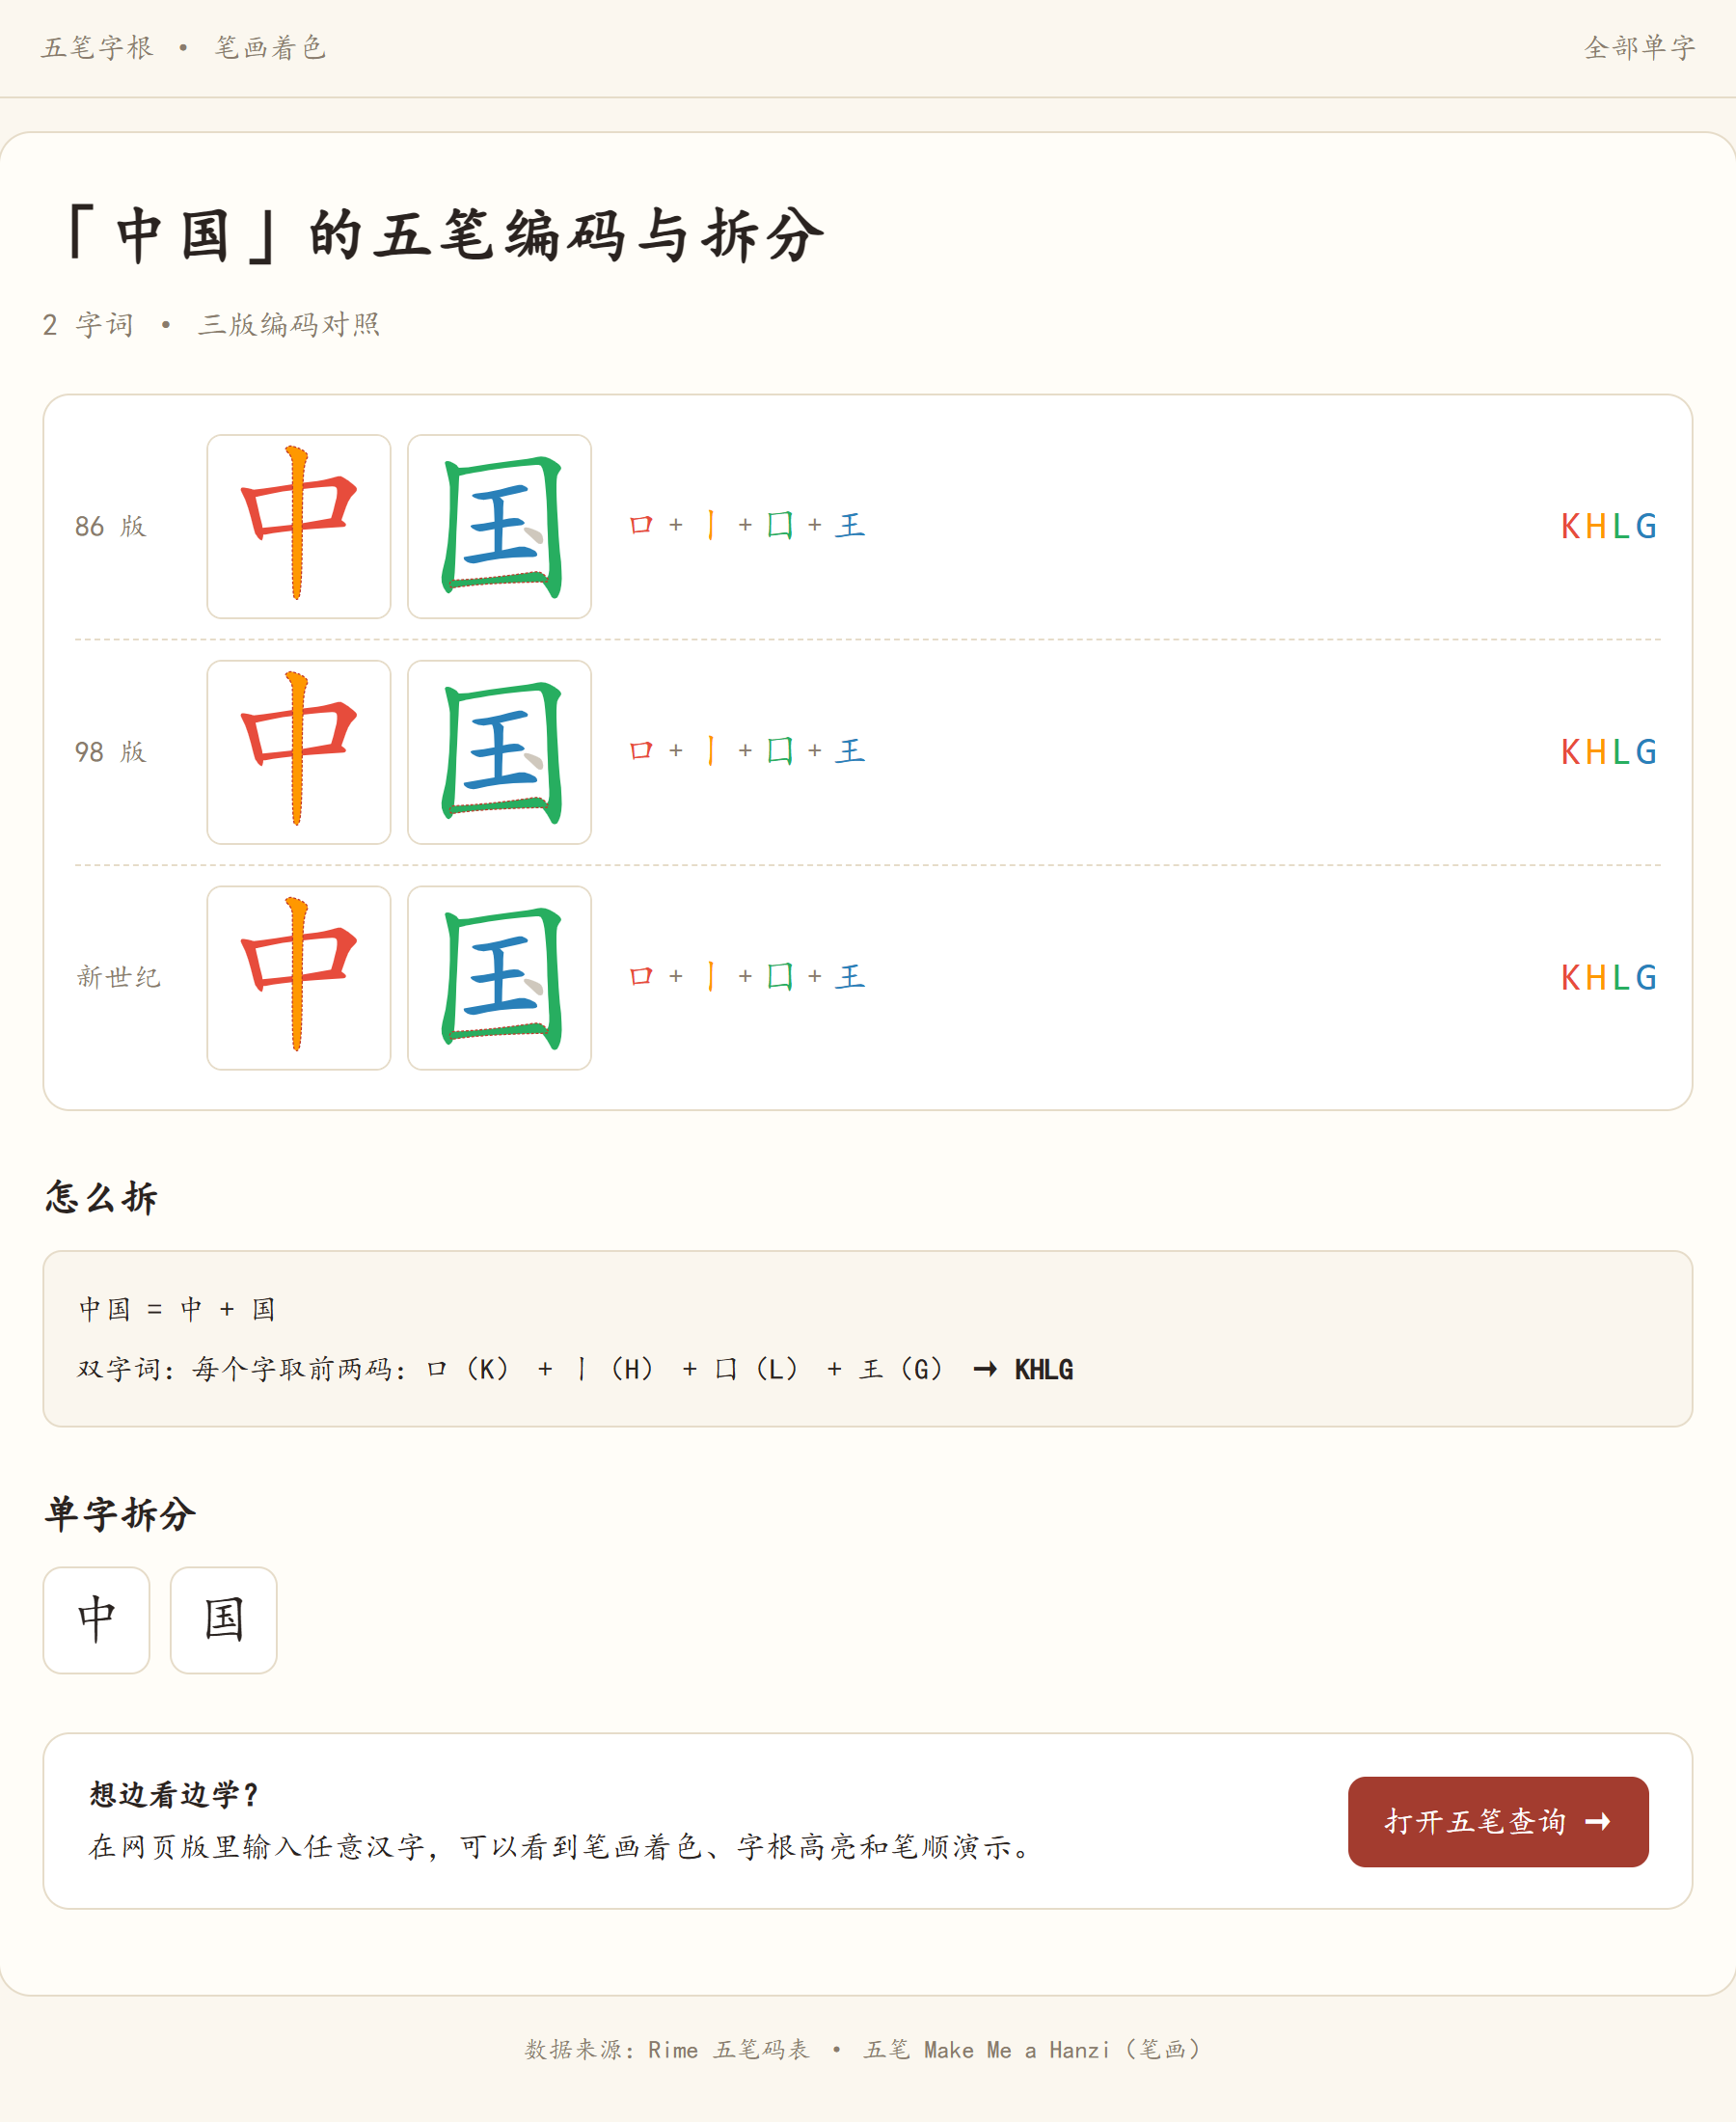 五笔字根 • 笔画着色
全部单字
「中国」的五笔编码与拆分
2 字词 • 三版编码对照
86 版 中 国 口 + 丨 + 囗 + 王 KHLG
98 版 中 国 口 + 丨 + 囗 + 王 KHLG
新世纪 中 国 口 + 丨 + 囗 + 王 KHLG
怎么拆
中国 = 中 + 国
双字词：每个字取前两码：口（K） + 丨（H） + 囗（L） + 王（G） → KHLG
单字拆分
中 国
想边看边学？
在网页版里输入任意汉字，可以看到笔画着色、字根高亮和笔顺演示。
打开五笔查询 →
数据来源：Rime 五笔码表 • 五笔 Make Me a Hanzi（笔画）